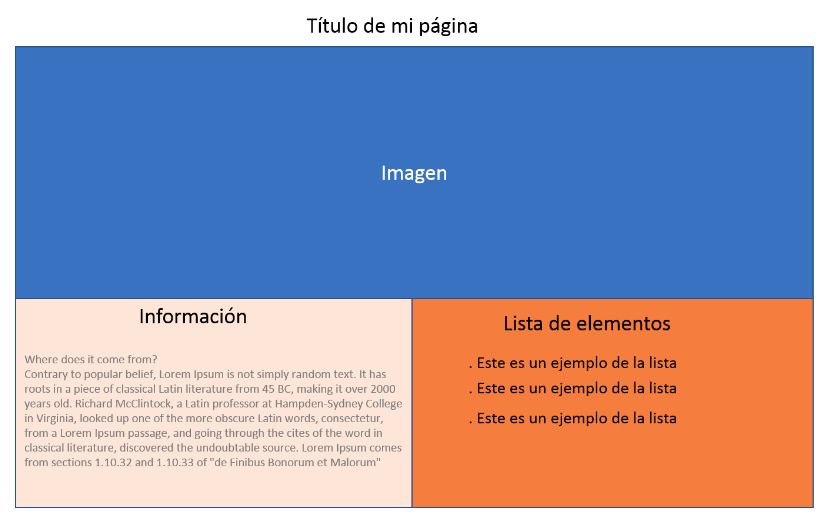 Título de mi página
Imagen
Información
Where does it come from?
Contrary to popular belief, Lorem Ipsum is not simply random text. It has
roots in a piece of classical Latin literature from 45 BC, making it over 2000
years old. Richard McClintock, a Latin professor at Hampden-Sydney College
in Virginia, looked up one of the more obscure Latin words, consectetur,
from a Lorem Ipsum passage, and going through the cites of the word in
classical literature, discovered the undoubtable source. Lorem Ipsum comes
from sections 1.10.32 and 1.10.33 of "de Finibus Bonorum et Malorum"
Lista de elementos
. Este es un ejemplo de la lista
. Este es un ejemplo de la lista
. Este es un ejemplo de la lista